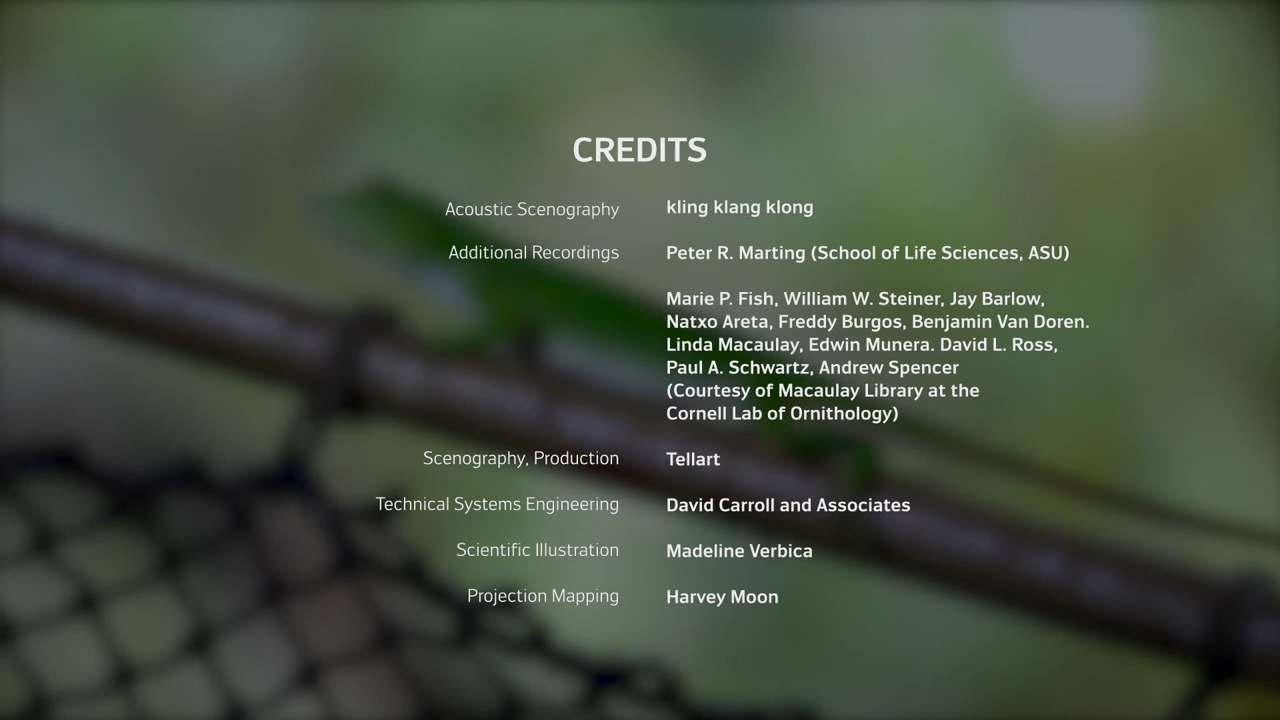 CREDITS
Acoustic Scenography kling klang klong
Additional Recordings Peter R. Marting (School of Life Sciences, ASU)
Marie P. Fish, William W. Steiner, Jay Barlow,
Natxo Areta, Freddy Burgos, Benjamin Van Doren.
Linda Macaulay, Edwin Munera. David L. Ross,
Paul A. Schwartz, Andrew Spencer
(Courtesy of Macaulay Library at the
Cornell Lab of Ornithology)
Scenography, Production Tellart
Technical Systems Engineering David Carroll and Associates
Scientific Illustration Madeline Verbica
Projection Mapping Harvey Moon